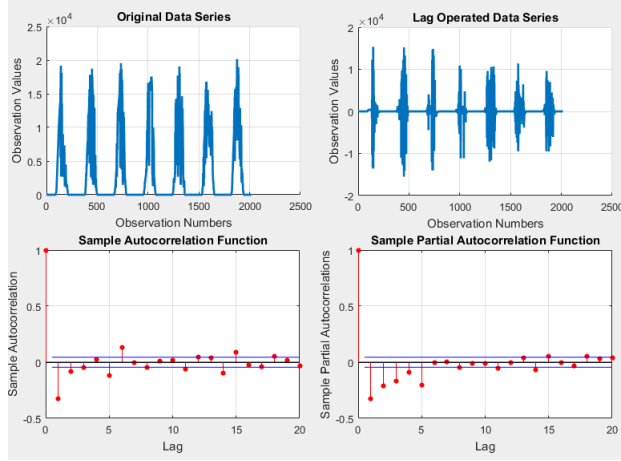 Original Data Series
×10^4
2.5
2
1.5
1
0.5
0
0 500 1000 1500 2000 2500
Observation Values
Observation Numbers
Lag Operated Data Series
×10^4
2
1
0
-1
-2
0 500 1000 1500 2000 2500
Observation Values
Observation Numbers
Sample Autocorrelation Function
1
0.5
0
-0.5
0 5 10 15 20
Sample Autocorrelation
Lag
Sample Partial Autocorrelation Function
1
0.5
0
-0.5
0 5 10 15 20
Sample Partial Autocorrelations
Lag